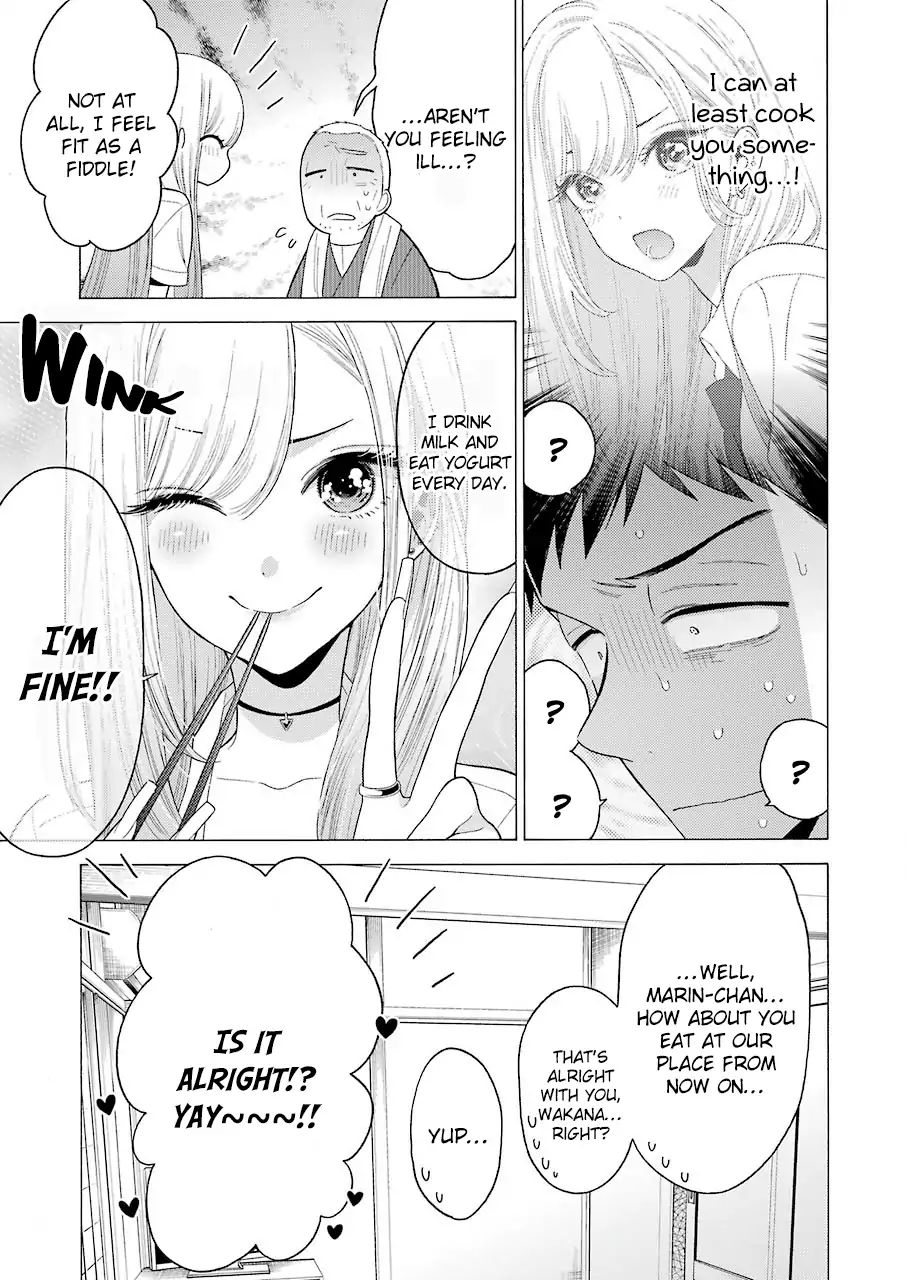 I can at
least cook
you some-
thing...!
?
?
?
?
...AREN'T
YOU FEELING
ILL...?
NOT AT
ALL, I FEEL
FIT AS A
FIDDLE!
I DRINK
MILK AND
EAT YOGURT
EVERY DAY.
WINK
I'M
FINE!!
...WELL,
MARIN-CHAN...
HOW ABOUT YOU
EAT AT OUR
PLACE FROM
NOW ON...
THAT'S
ALRIGHT
WITH YOU,
WAKANA...
RIGHT?
YUP...
IS IT
ALRIGHT!?
YAY~~~!!